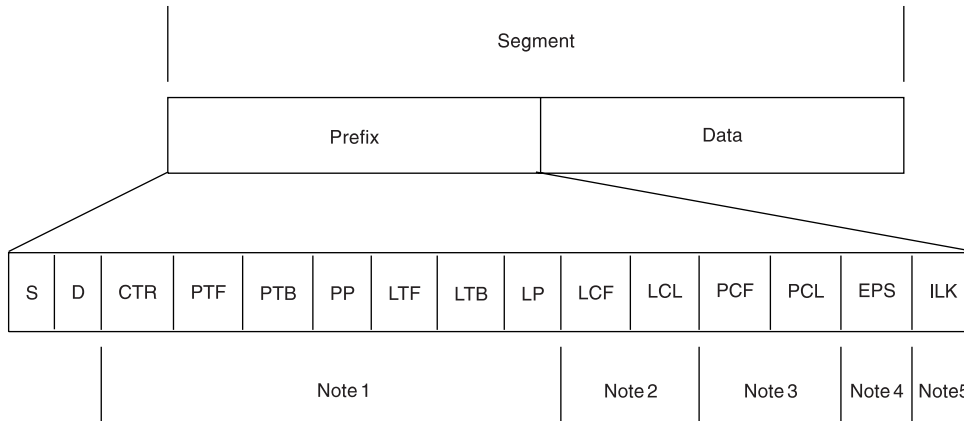 Segment
Prefix Data
S D CTR PTF PTB PP LTF LTB LP LCF LCL PCF PCL EPS ILK
Note 1 Note 2 Note 3 Note 4 Note5